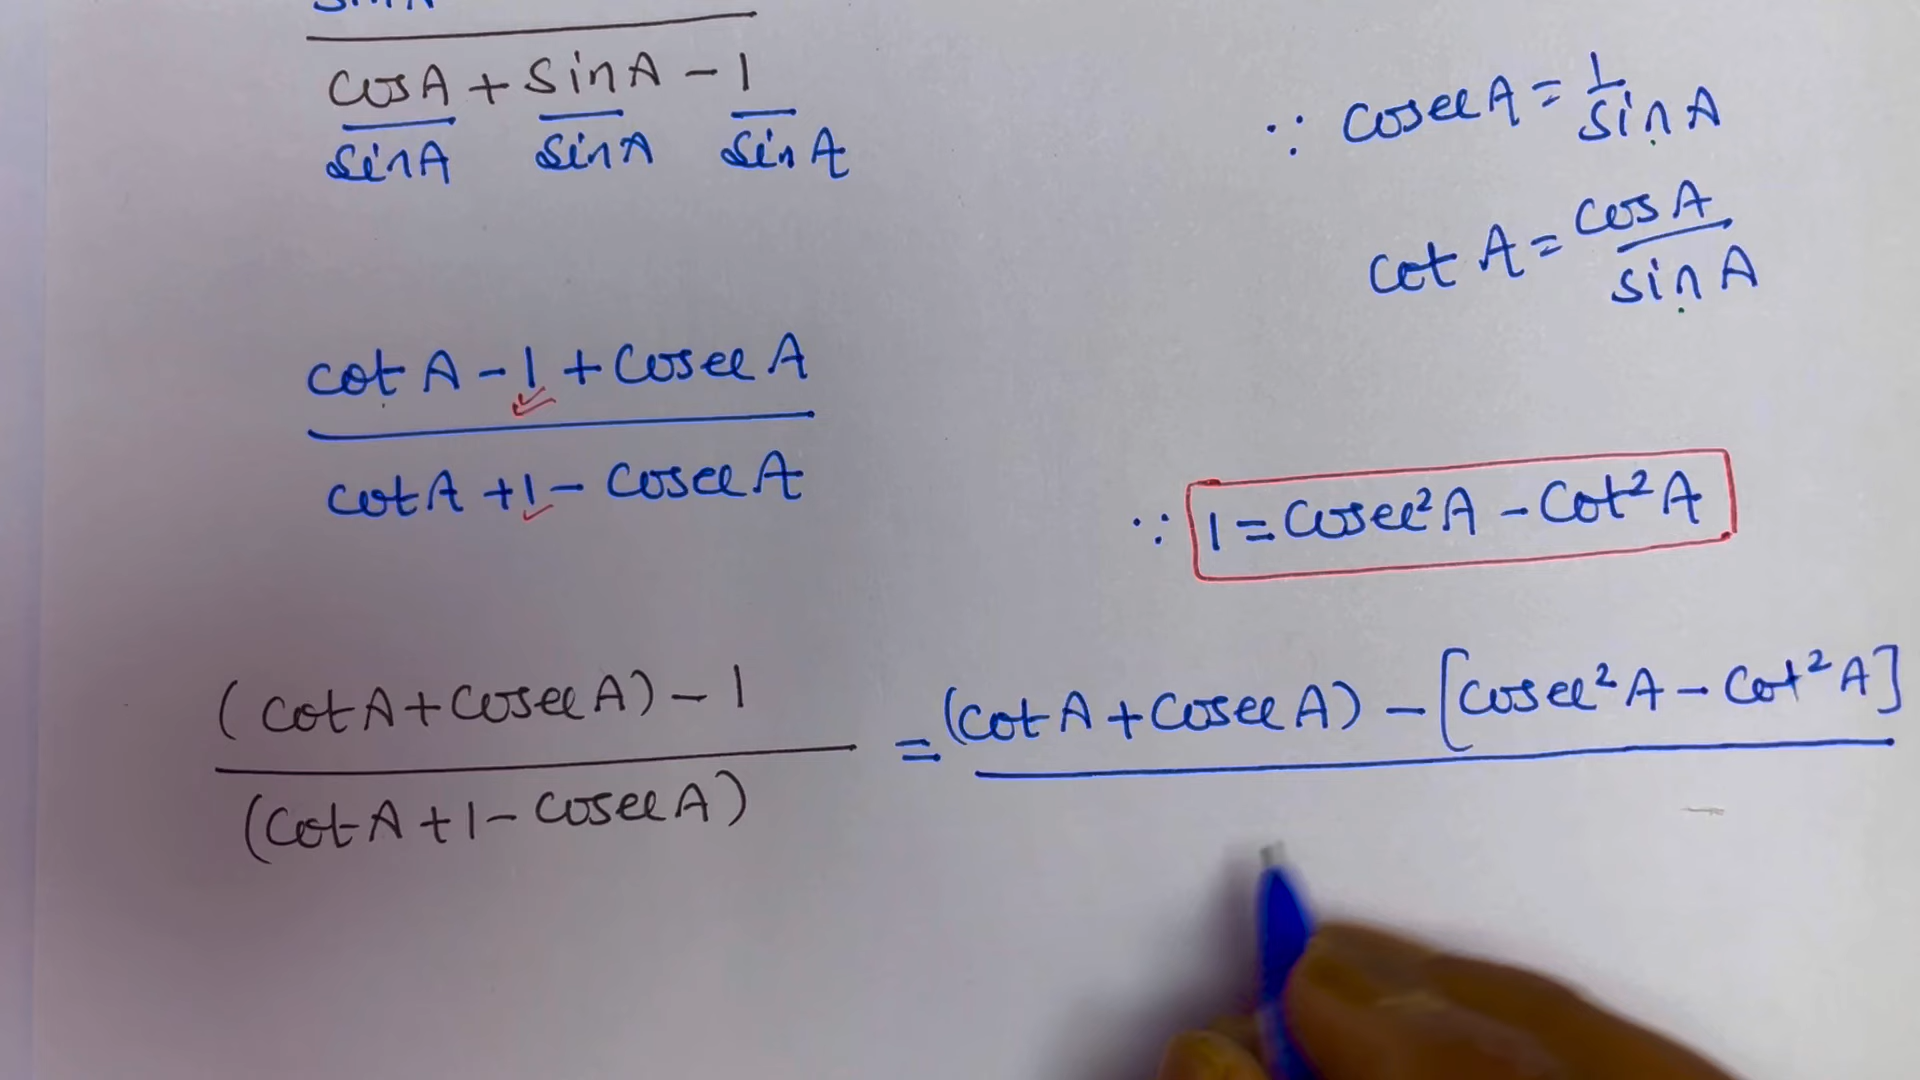 cosA + sinA - 1
sinA sinA sinA
∵ cosecA = 1/sinA
cot A = cosA/sinA
cot A - 1 + cosec A
cotA + 1 - cosecA
∵ 1 = cosec²A - cot²A
(cotA + cosecA) - 1
(cotA + 1 - cosecA)
= (cotA + cosecA) - [cosec²A - cot²A]